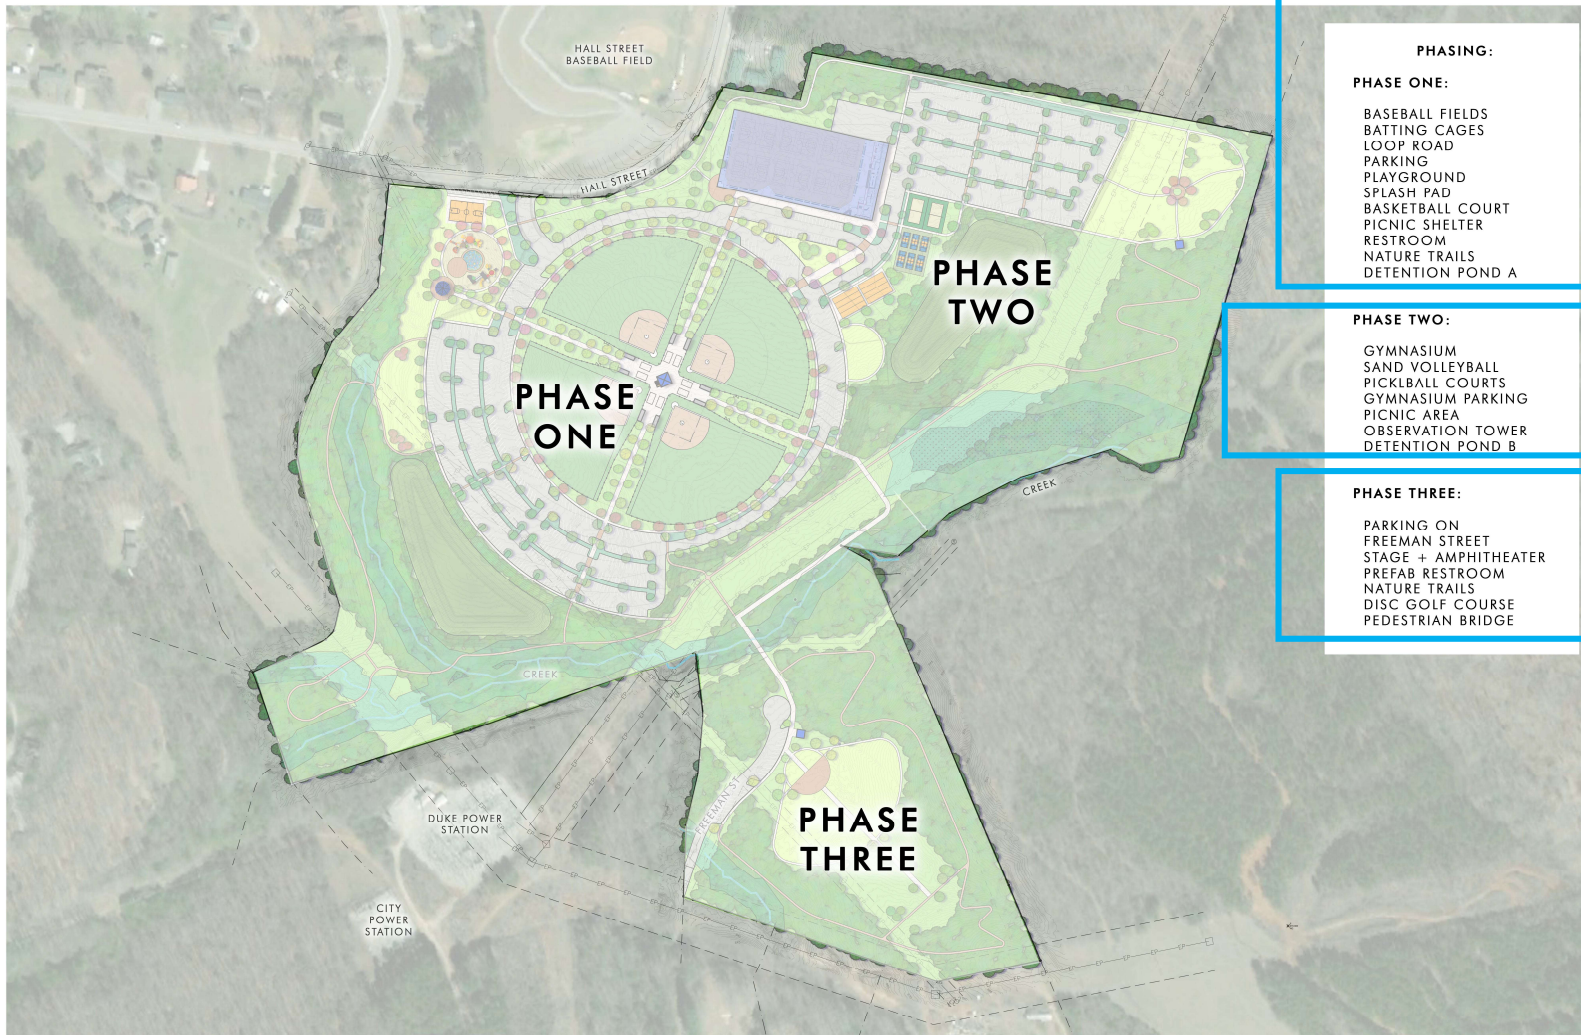 HALL STREET
BASEBALL FIELD
HALL STREET
PHASE
ONE
PHASE
TWO
CREEK
CREEK
FREEMAN ST
PHASE
THREE
DUKE POWER
STATION
CITY
POWER
STATION
PHASING:
PHASE ONE:
BASEBALL FIELDS
BATTING CAGES
LOOP ROAD
PARKING
PLAYGROUND
SPLASH PAD
BASKETBALL COURT
PICNIC SHELTER
RESTROOM
NATURE TRAILS
DETENTION POND A
PHASE TWO:
GYMNASIUM
SAND VOLLEYBALL
PICKLBALL COURTS
GYMNASIUM PARKING
PICNIC AREA
OBSERVATION TOWER
DETENTION POND B
PHASE THREE:
PARKING ON
FREEMAN STREET
STAGE + AMPHITHEATER
PREFAB RESTROOM
NATURE TRAILS
DISC GOLF COURSE
PEDESTRIAN BRIDGE